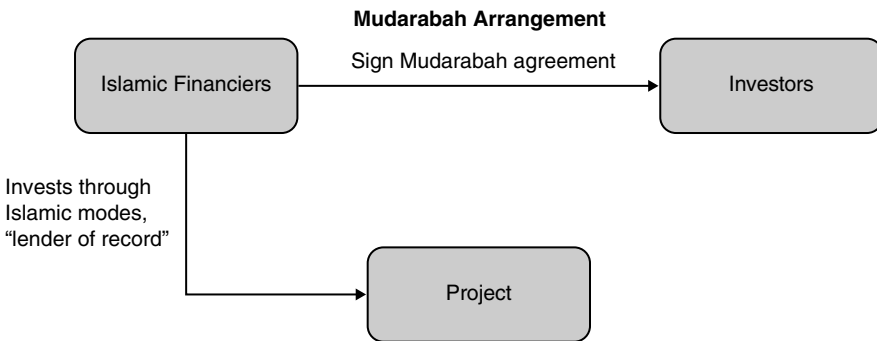 Mudarabah Arrangement
Sign Mudarabah agreement
Islamic Financiers
Investors
Invests through
Islamic modes,
“lender of record”
Project